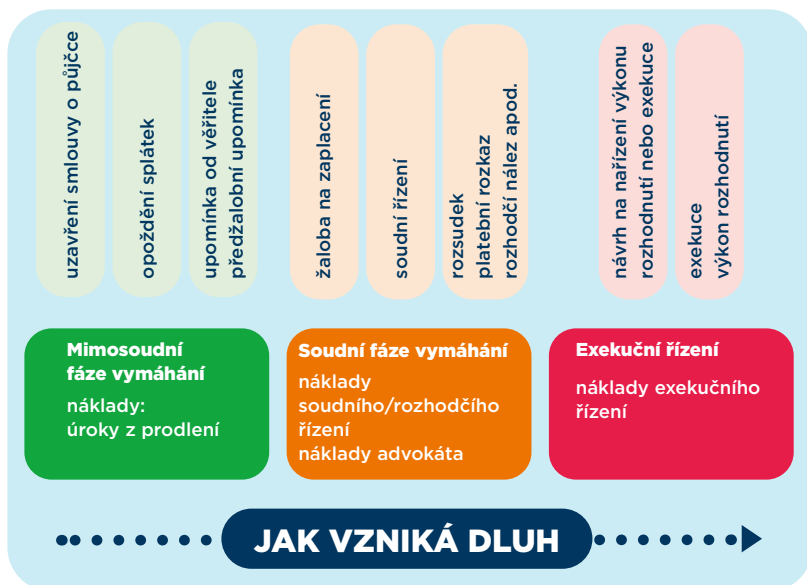 uzavření smlouvy o půjčce
opoždění splátek
upomínka od věřitele
předžalobní upomínka
žaloba na zaplacení
soudní řízení
rozsudek
platební rozkaz
rozhodčí nález apod.
návrh na nařízení výkonu
rozhodnutí nebo exekuce
exekuce
výkon rozhodnutí
Mimosoudní
fáze vymáhání
náklady:
úroky z prodlení
Soudní fáze vymáhání
náklady
soudního/rozhodčího
řízení
náklady advokáta
Exekuční řízení
náklady exekučního
řízení
JAK VZNIKÁ DLUH